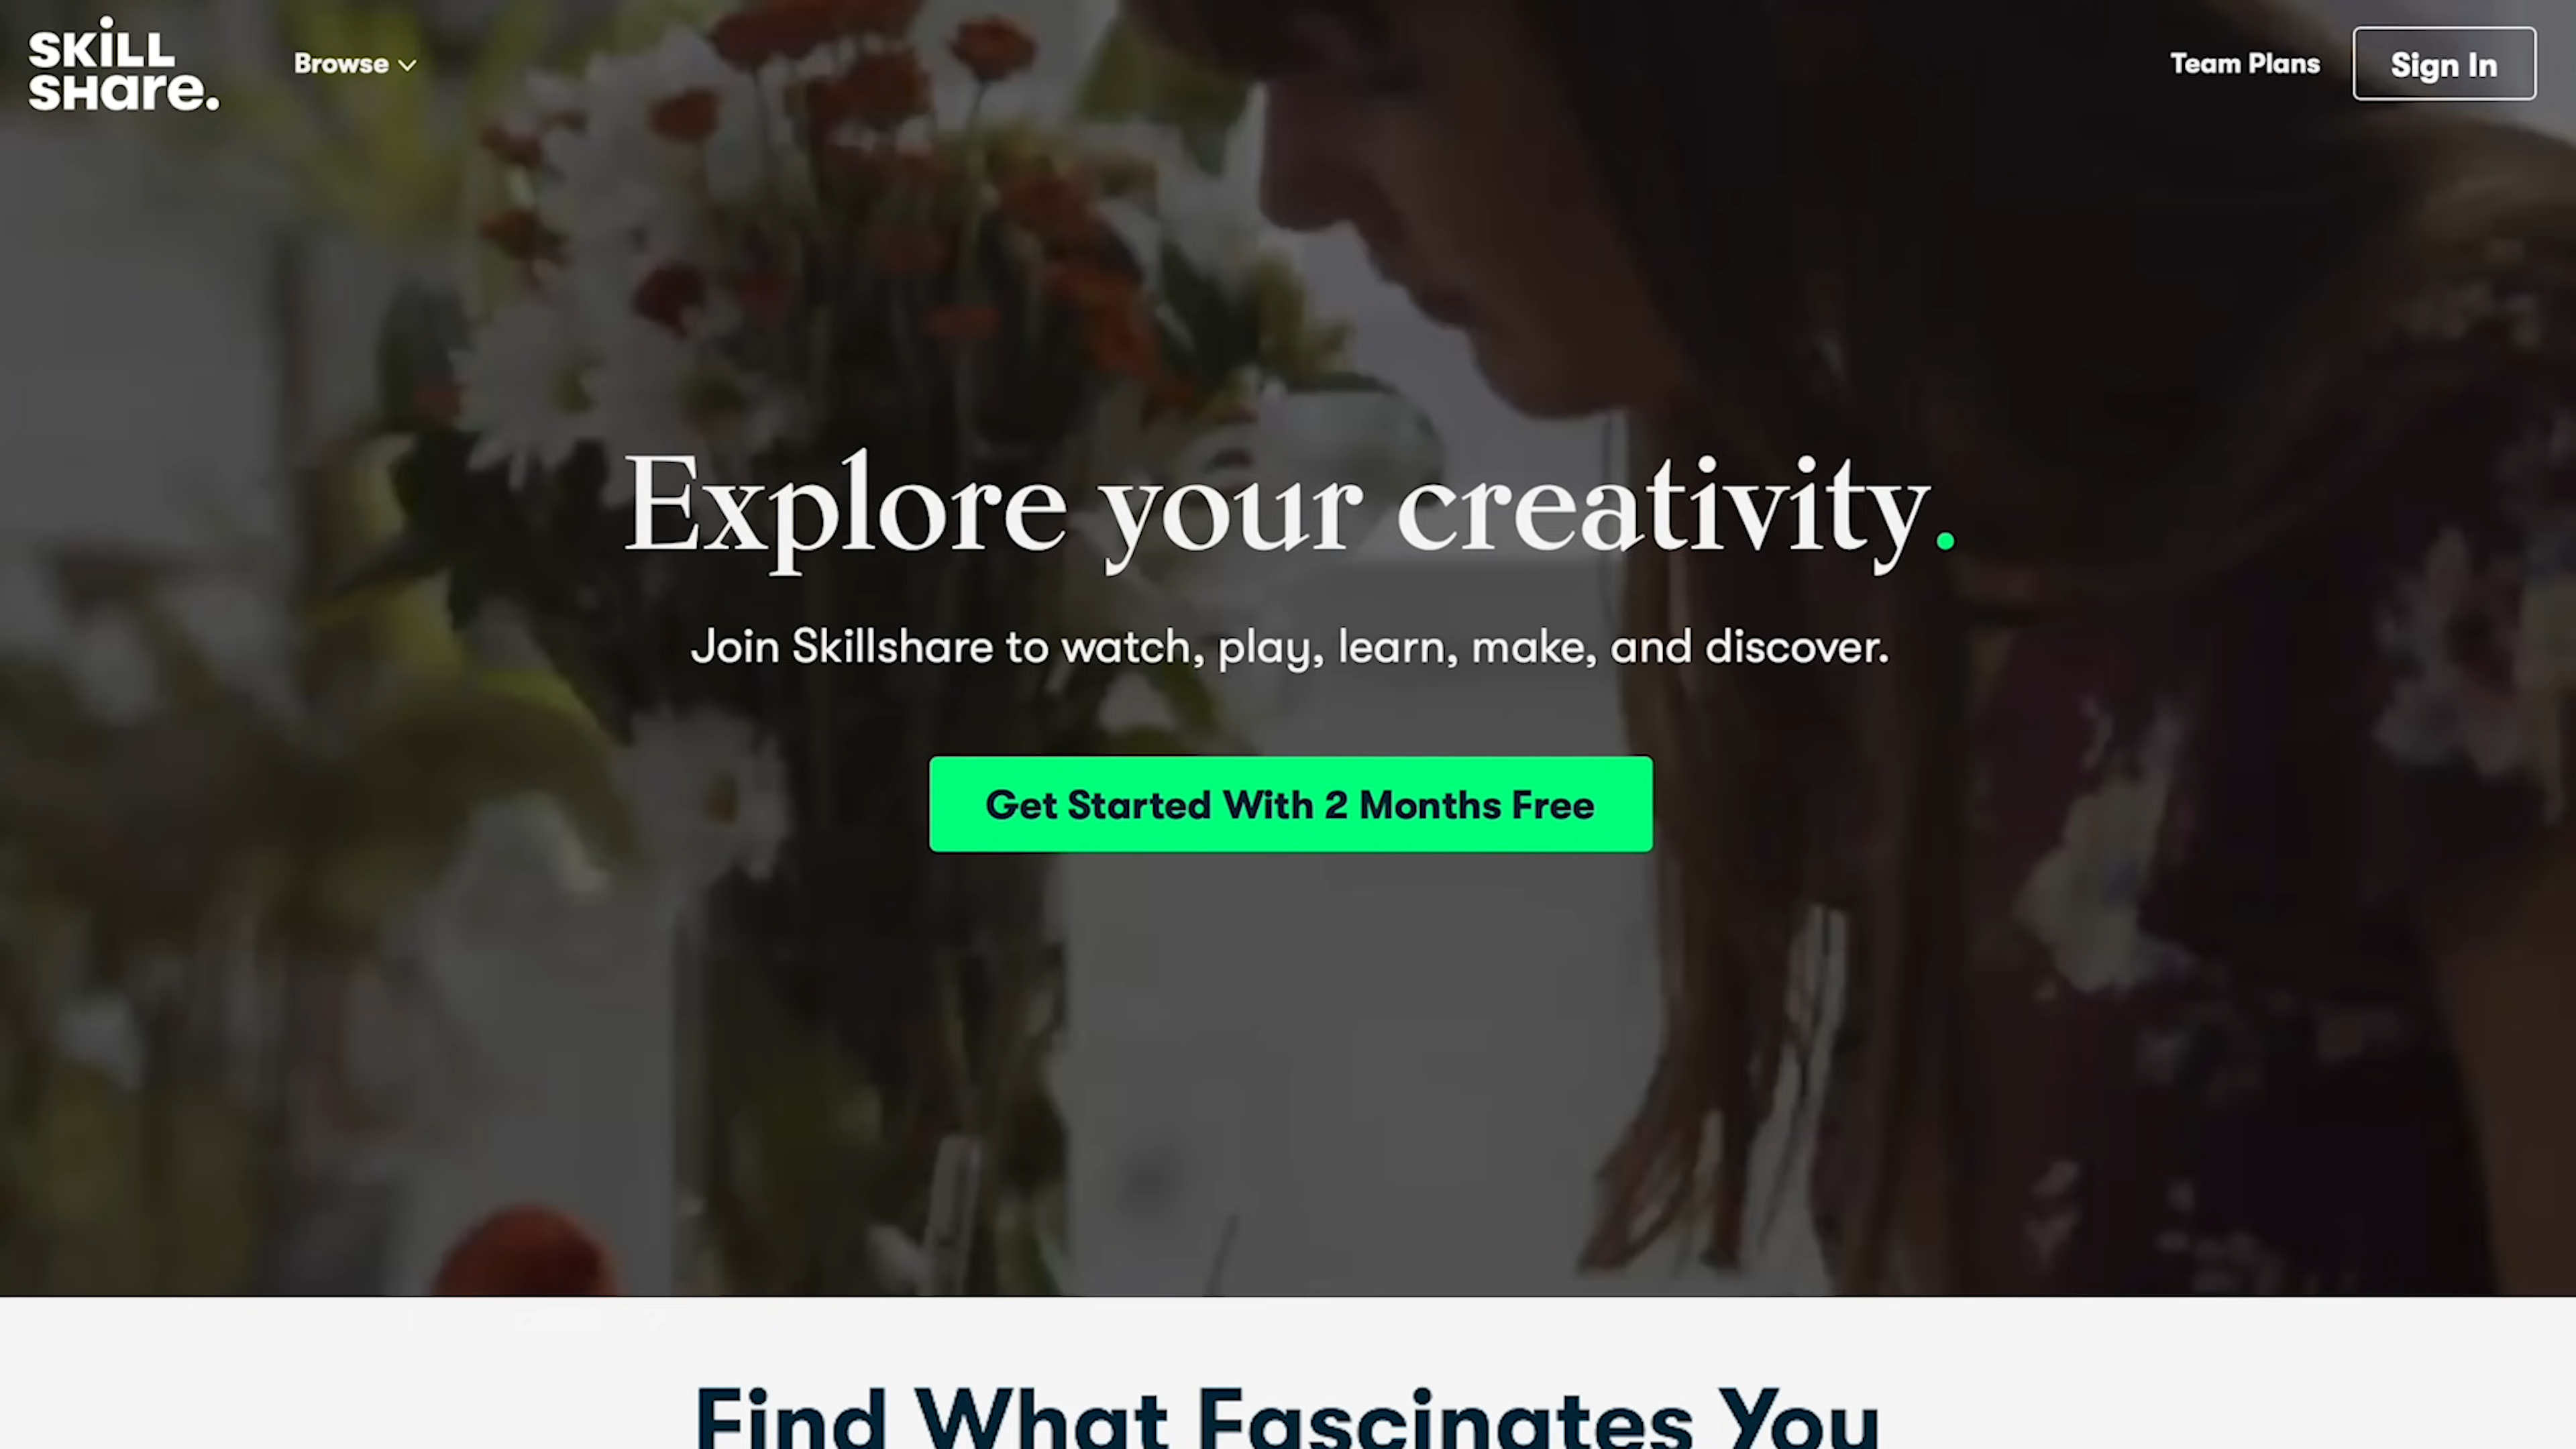 SKiLL
SHare.
Browse
Team Plans
Sign In
Explore your creativity.
Join Skillshare to watch, play, learn, make, and discover.
Get Started With 2 Months Free
Find What Fascinates You